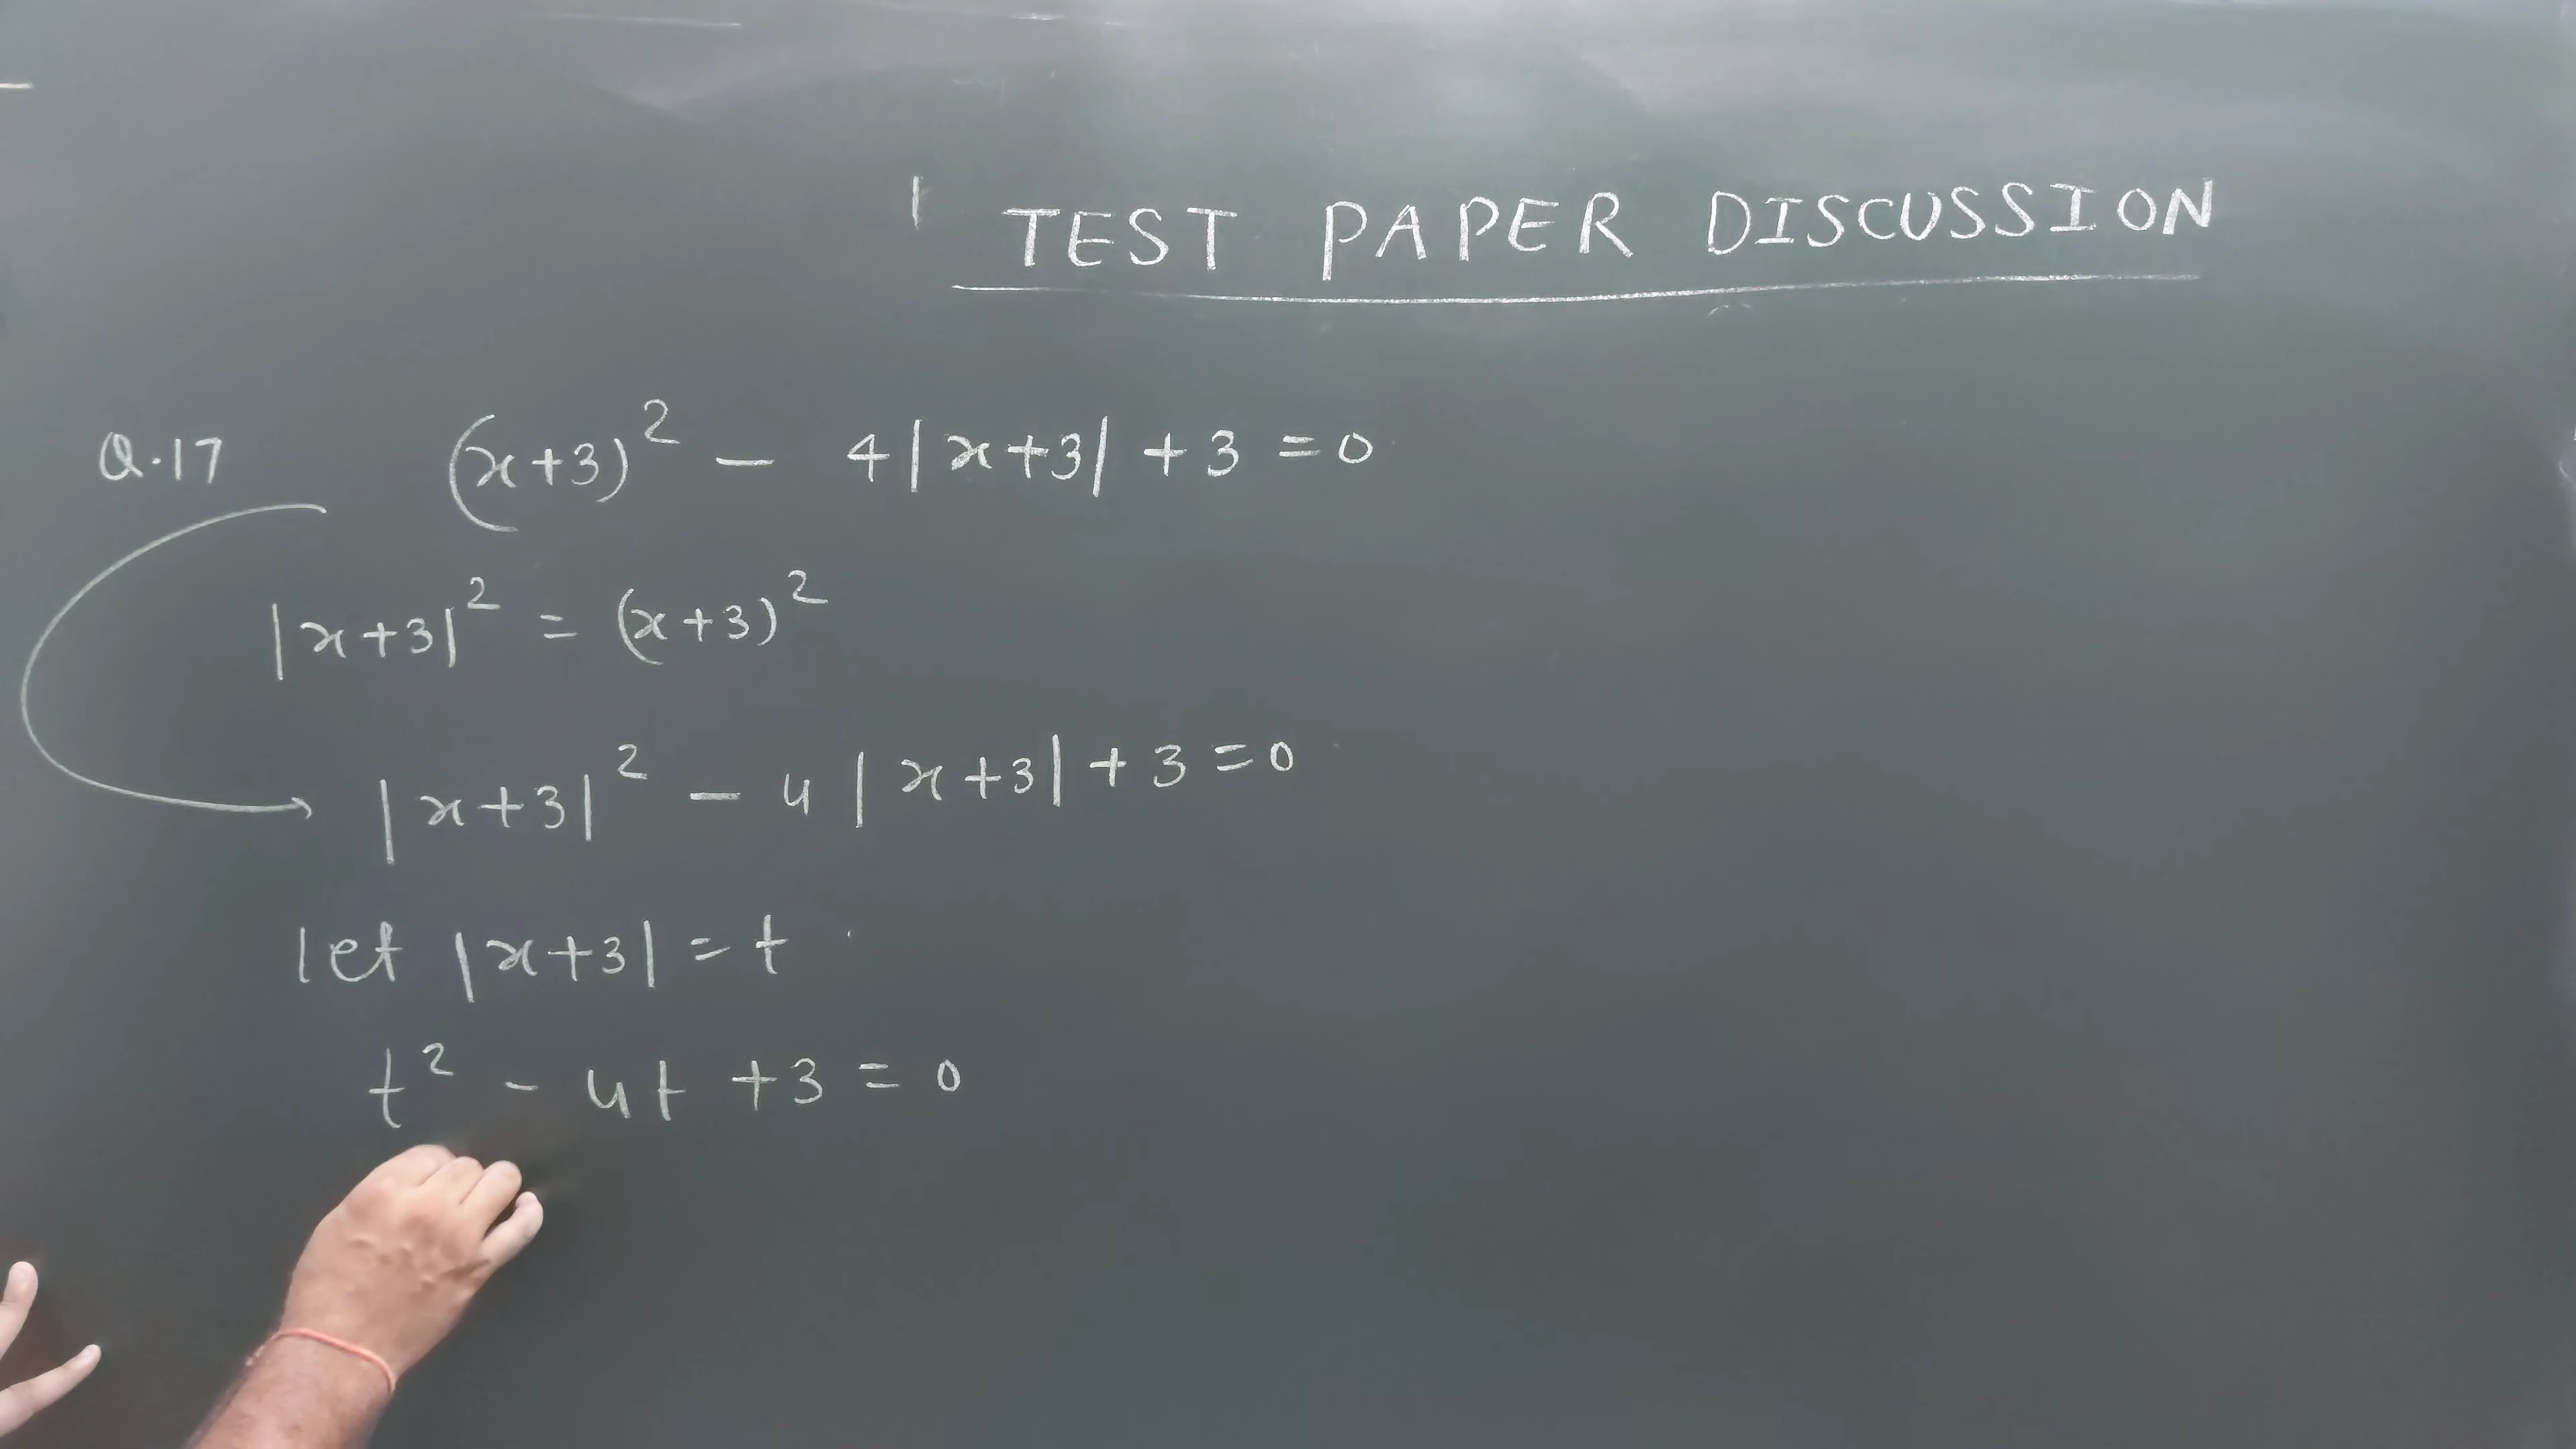 TEST PAPER DISCUSSION
Q.17 (x+3)² - 4|x+3| + 3 = 0
|x+3|² = (x+3)²
|x+3|² - 4|x+3| + 3 = 0
let |x+3| = t
t² - 4t + 3 = 0